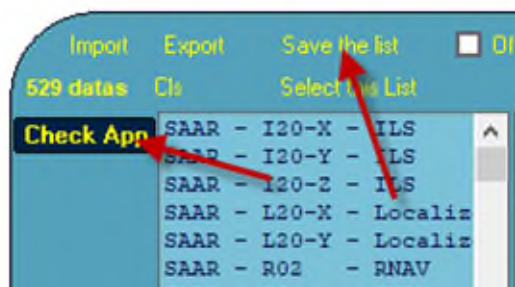 Import Export Save the list Of
529 datas Cls Select this List
Check App
SAAR - I20-X - ILS
SAAR - I20-Y - ILS
SAAR - I20-Z - ILS
SAAR - L20-X - Localiz
SAAR - L20-Y - Localiz
SAAR - R02 - RNAV